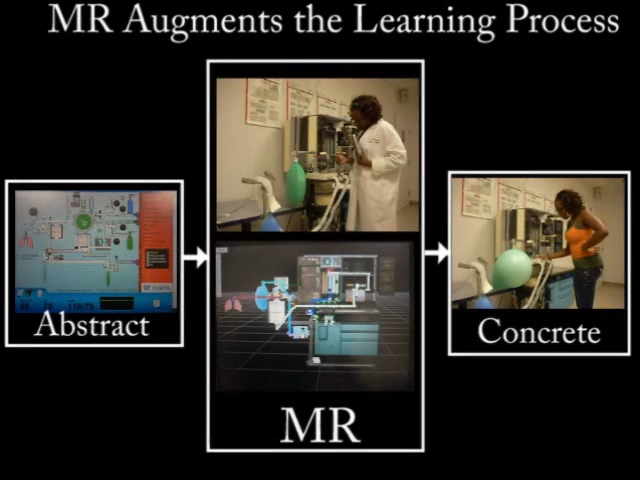 MR Augments the Learning Process
Abstract
MR
Concrete